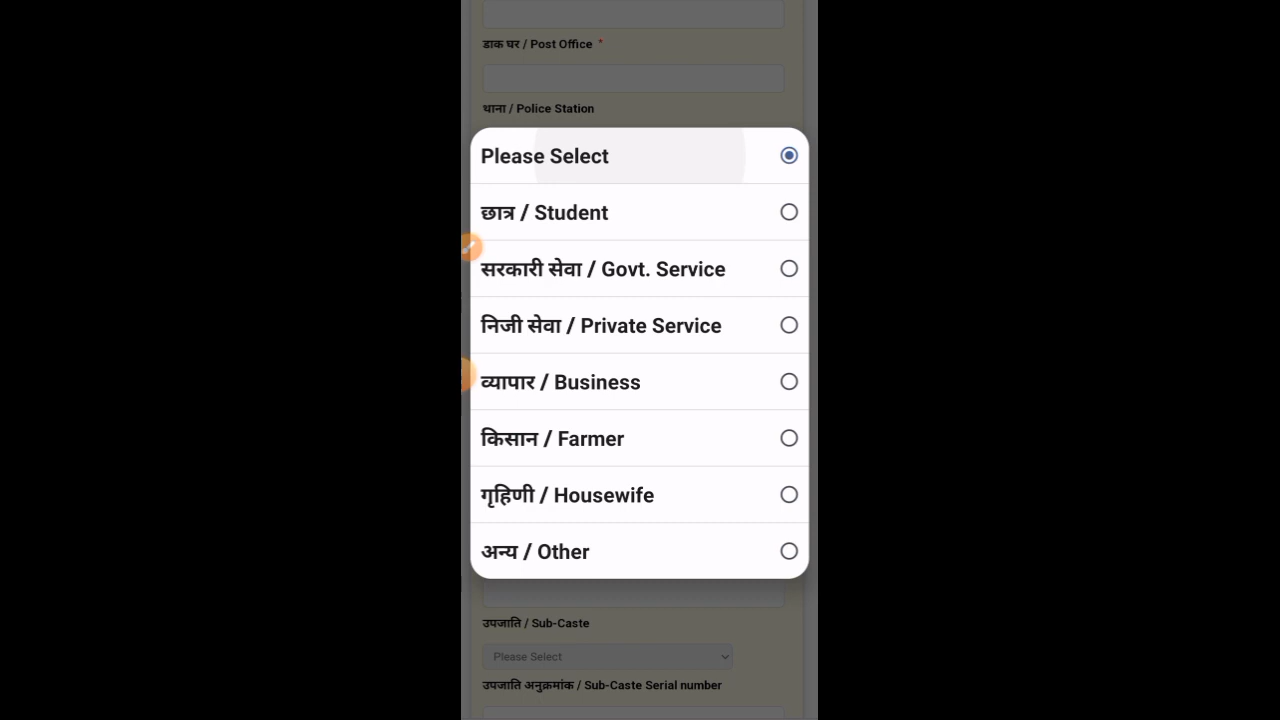 डाक घर / Post Office *
थाना / Police Station
Please Select
छात्र / Student
सरकारी सेवा / Govt. Service
निजी सेवा / Private Service
व्यापार / Business
किसान / Farmer
गृहिणी / Housewife
अन्य / Other
उपजाति / Sub-Caste
Please Select
उपजाति अनुक्रमांक / Sub-Caste Serial number